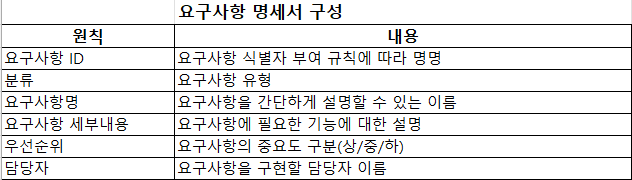 요구사항 명세서 구성
원칙 내용
요구사항 ID 요구사항 식별자 부여 규칙에 따라 명명
분류 요구사항 유형
요구사항명 요구사항을 간단하게 설명할 수 있는 이름
요구사항 세부내용 요구사항에 필요한 기능에 대한 설명
우선순위 요구사항의 중요도 구분(상/중/하)
담당자 요구사항을 구현할 담당자 이름